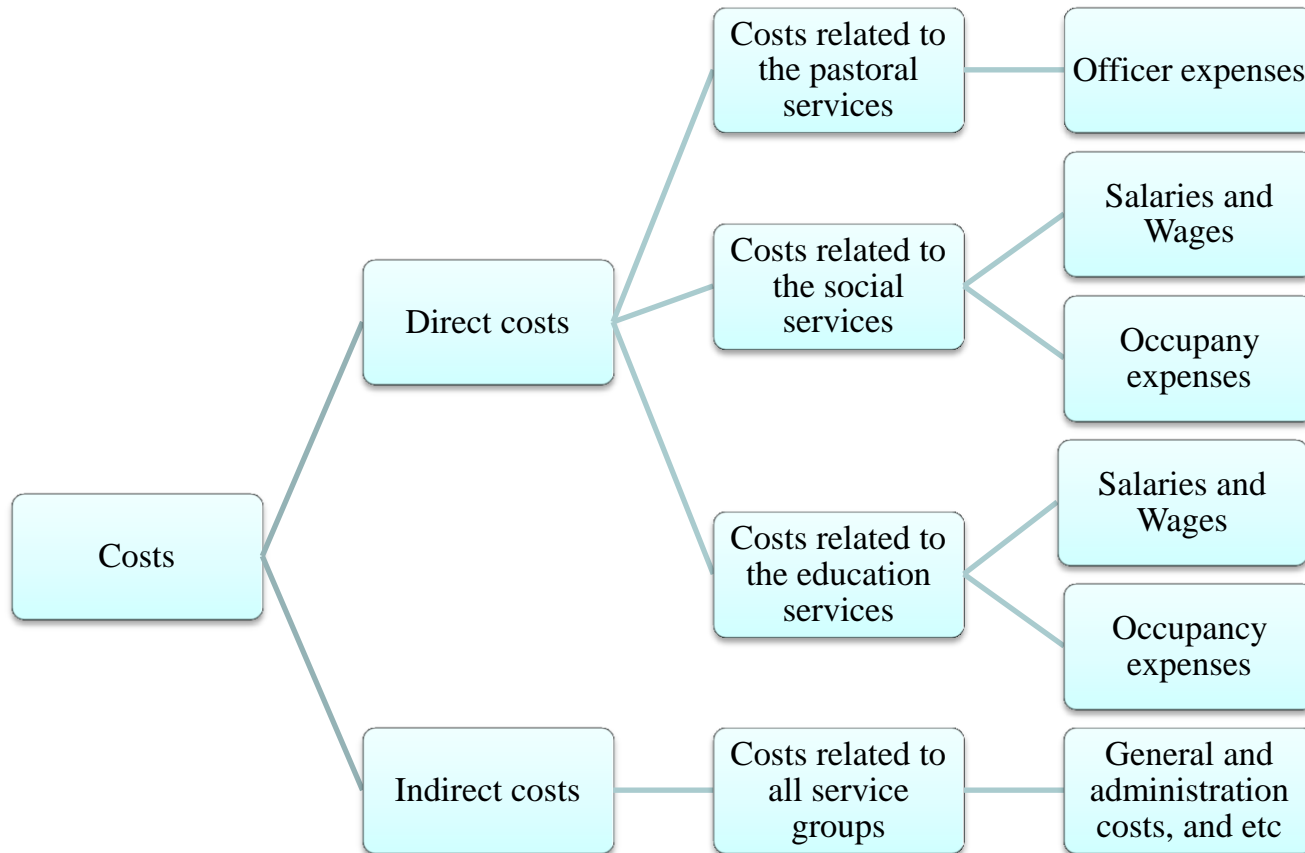 Costs related to
the pastoral
services
Officer expenses
Salaries and
Wages
Costs related to
the social
services
Direct costs
Occupany
expenses
Salaries and
Wages
Costs
Costs related to
the education
services
Occupancy
expenses
Indirect costs
Costs related to
all service
groups
General and
administration
costs, and etc